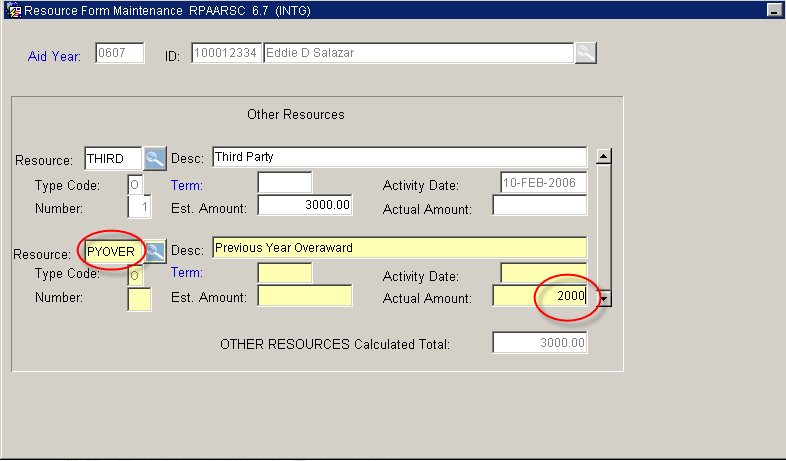 Resource Form Maintenance RPAARSC 6.7 (INTG)
Aid Year: 0607 ID: 100012334 Eddie D Salazar
Other Resources
Resource: THIRD Desc: Third Party
Type Code: O Term: Activity Date: 10-FEB-2006
Number: 1 Est. Amount: 3000.00 Actual Amount:
Resource: PYOVER Desc: Previous Year Overaward
Type Code: O Term: Activity Date:
Number: Est. Amount: Actual Amount: 2000
OTHER RESOURCES Calculated Total: 3000.00